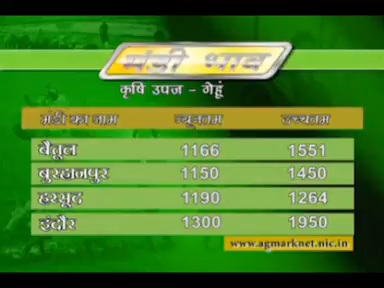 मंडी भाव
कृषि उपज - गेहूं
मंडी का नाम न्यूनतम उच्चतम
बैतूल 1166 1551
बुरहानपुर 1150 1450
हरसूद 1190 1264
इंदौर 1300 1950
www.agmarknet.nic.in